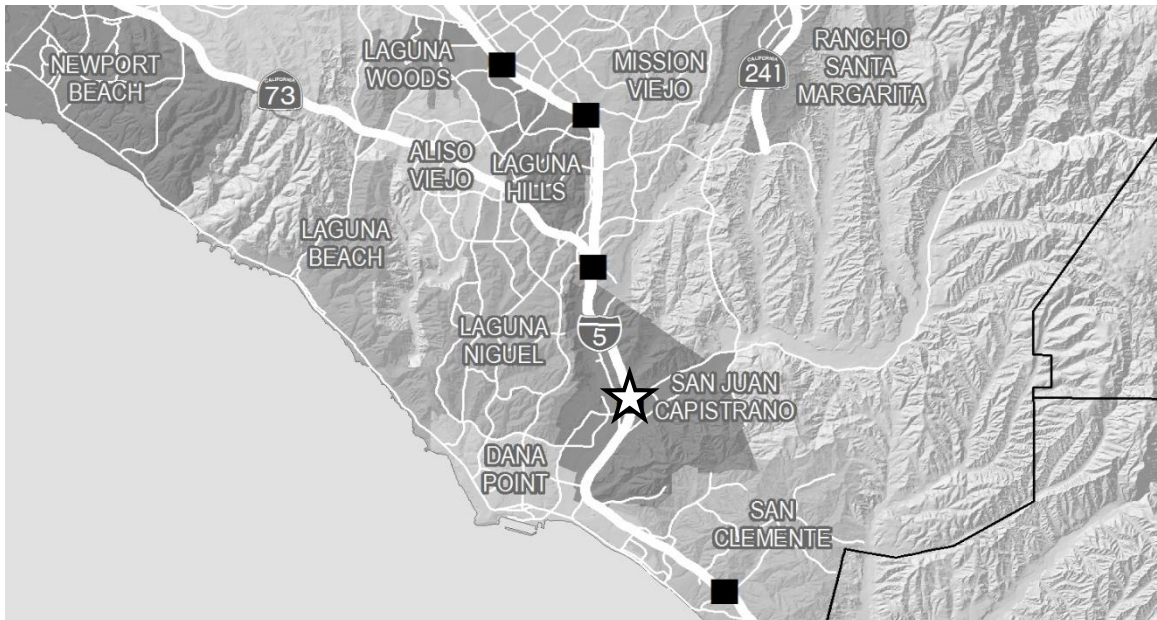 NEWPORT
BEACH
CALIFORNIA
73
LAGUNA
WOODS
MISSION
VIEJO
CALIFORNIA
241
RANCHO
SANTA
MARGARITA
ALISO
VIEJO
LAGUNA
HILLS
LAGUNA
BEACH
LAGUNA
NIGUEL
5
SAN JUAN
CAPISTRANO
DANA
POINT
SAN
CLEMENTE